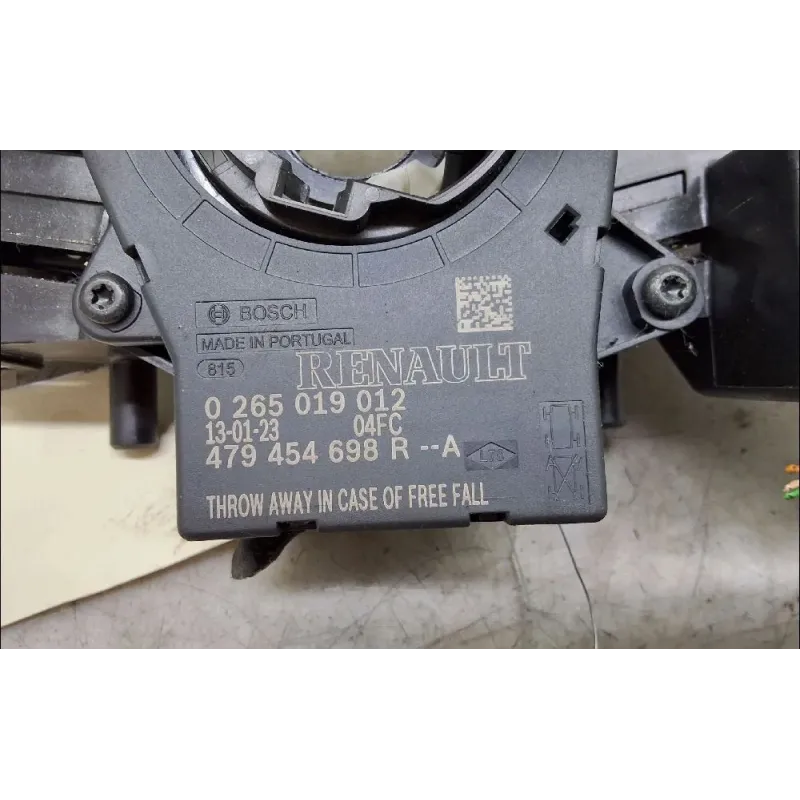 BOSCH
MADE IN PORTUGAL
815
RENAULT
0 265 019 012
13-01-23 04FC
479 454 698 R --A
THROW AWAY IN CASE OF FREE FALL